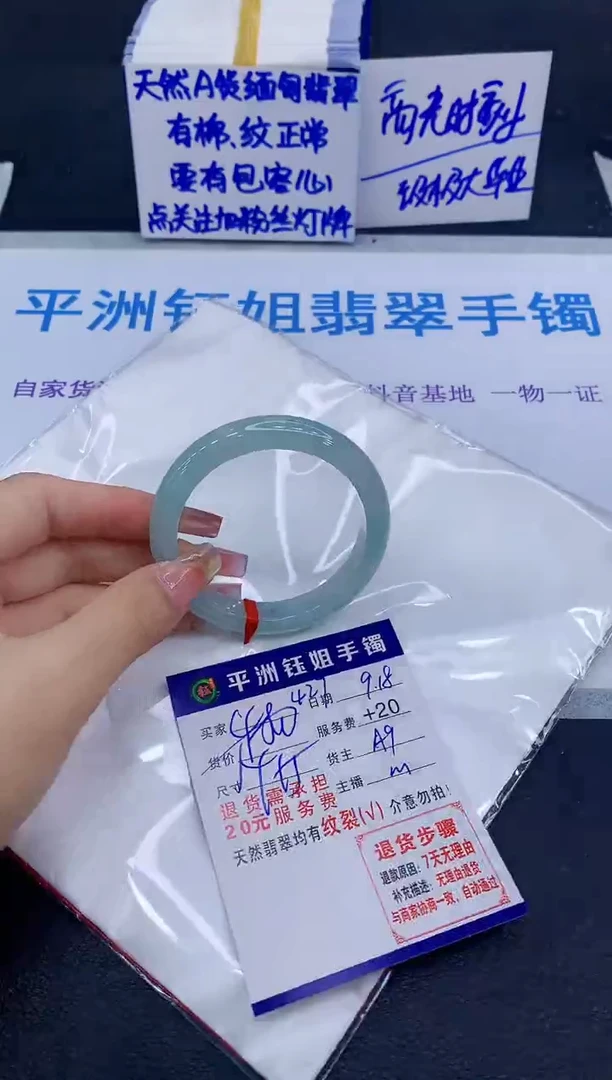 天然A货缅甸翡翠
有棉、纹正常
要有包容心
点关注加粉丝灯牌
平洲钰姐翡翠手镯
自家货
抖音基地 一物一证
平洲钰姐手镯
买家
日期 9.18
货价
服务费 +20
尺寸
货主 A9
退货需承担
主播 m
20元服务费
天然翡翠均有纹裂(√) 介意勿拍!
退货步骤
退款原因: 7天无理由
补充描述: 无理由退货
与商家协商一致, 自动通过